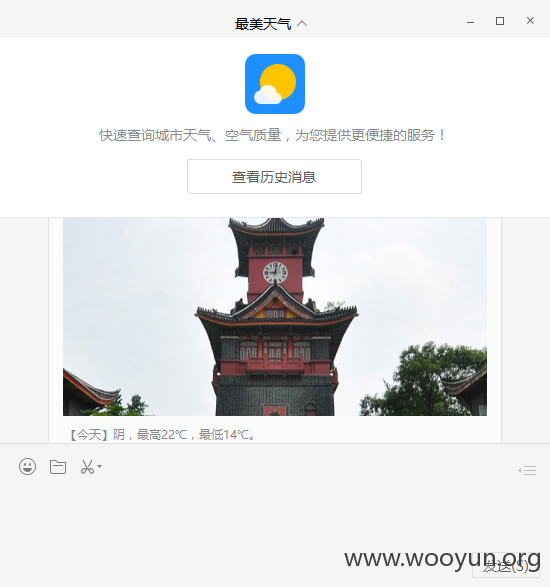 最美天气
快速查询城市天气、空气质量，为您提供更便捷的服务！
查看历史消息
【今天】阴，最高22℃，最低14℃。
www.wooyun.org
发送(S)